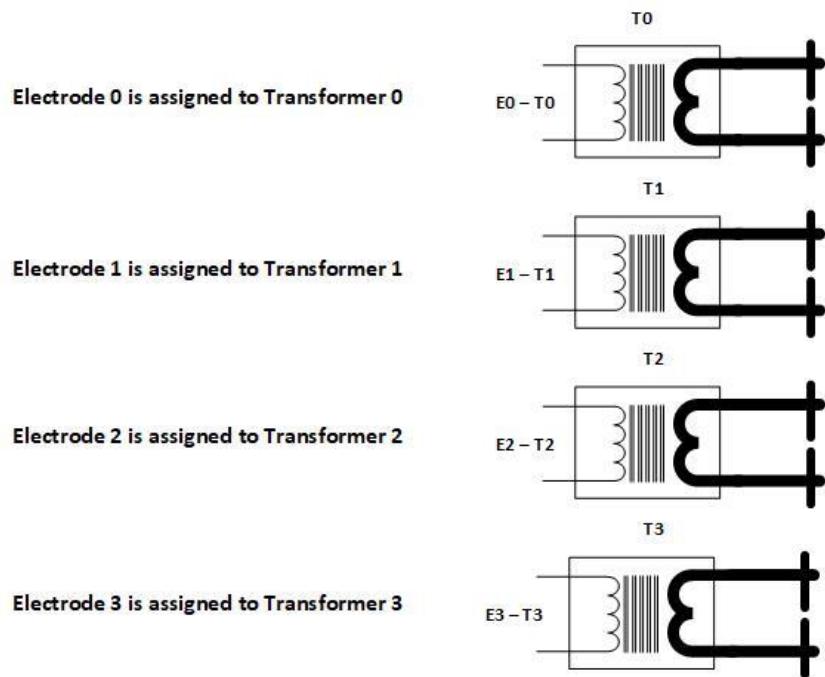 T0
Electrode 0 is assigned to Transformer 0
E0 – T0
T1
Electrode 1 is assigned to Transformer 1
E1 – T1
T2
Electrode 2 is assigned to Transformer 2
E2 – T2
T3
Electrode 3 is assigned to Transformer 3
E3 – T3